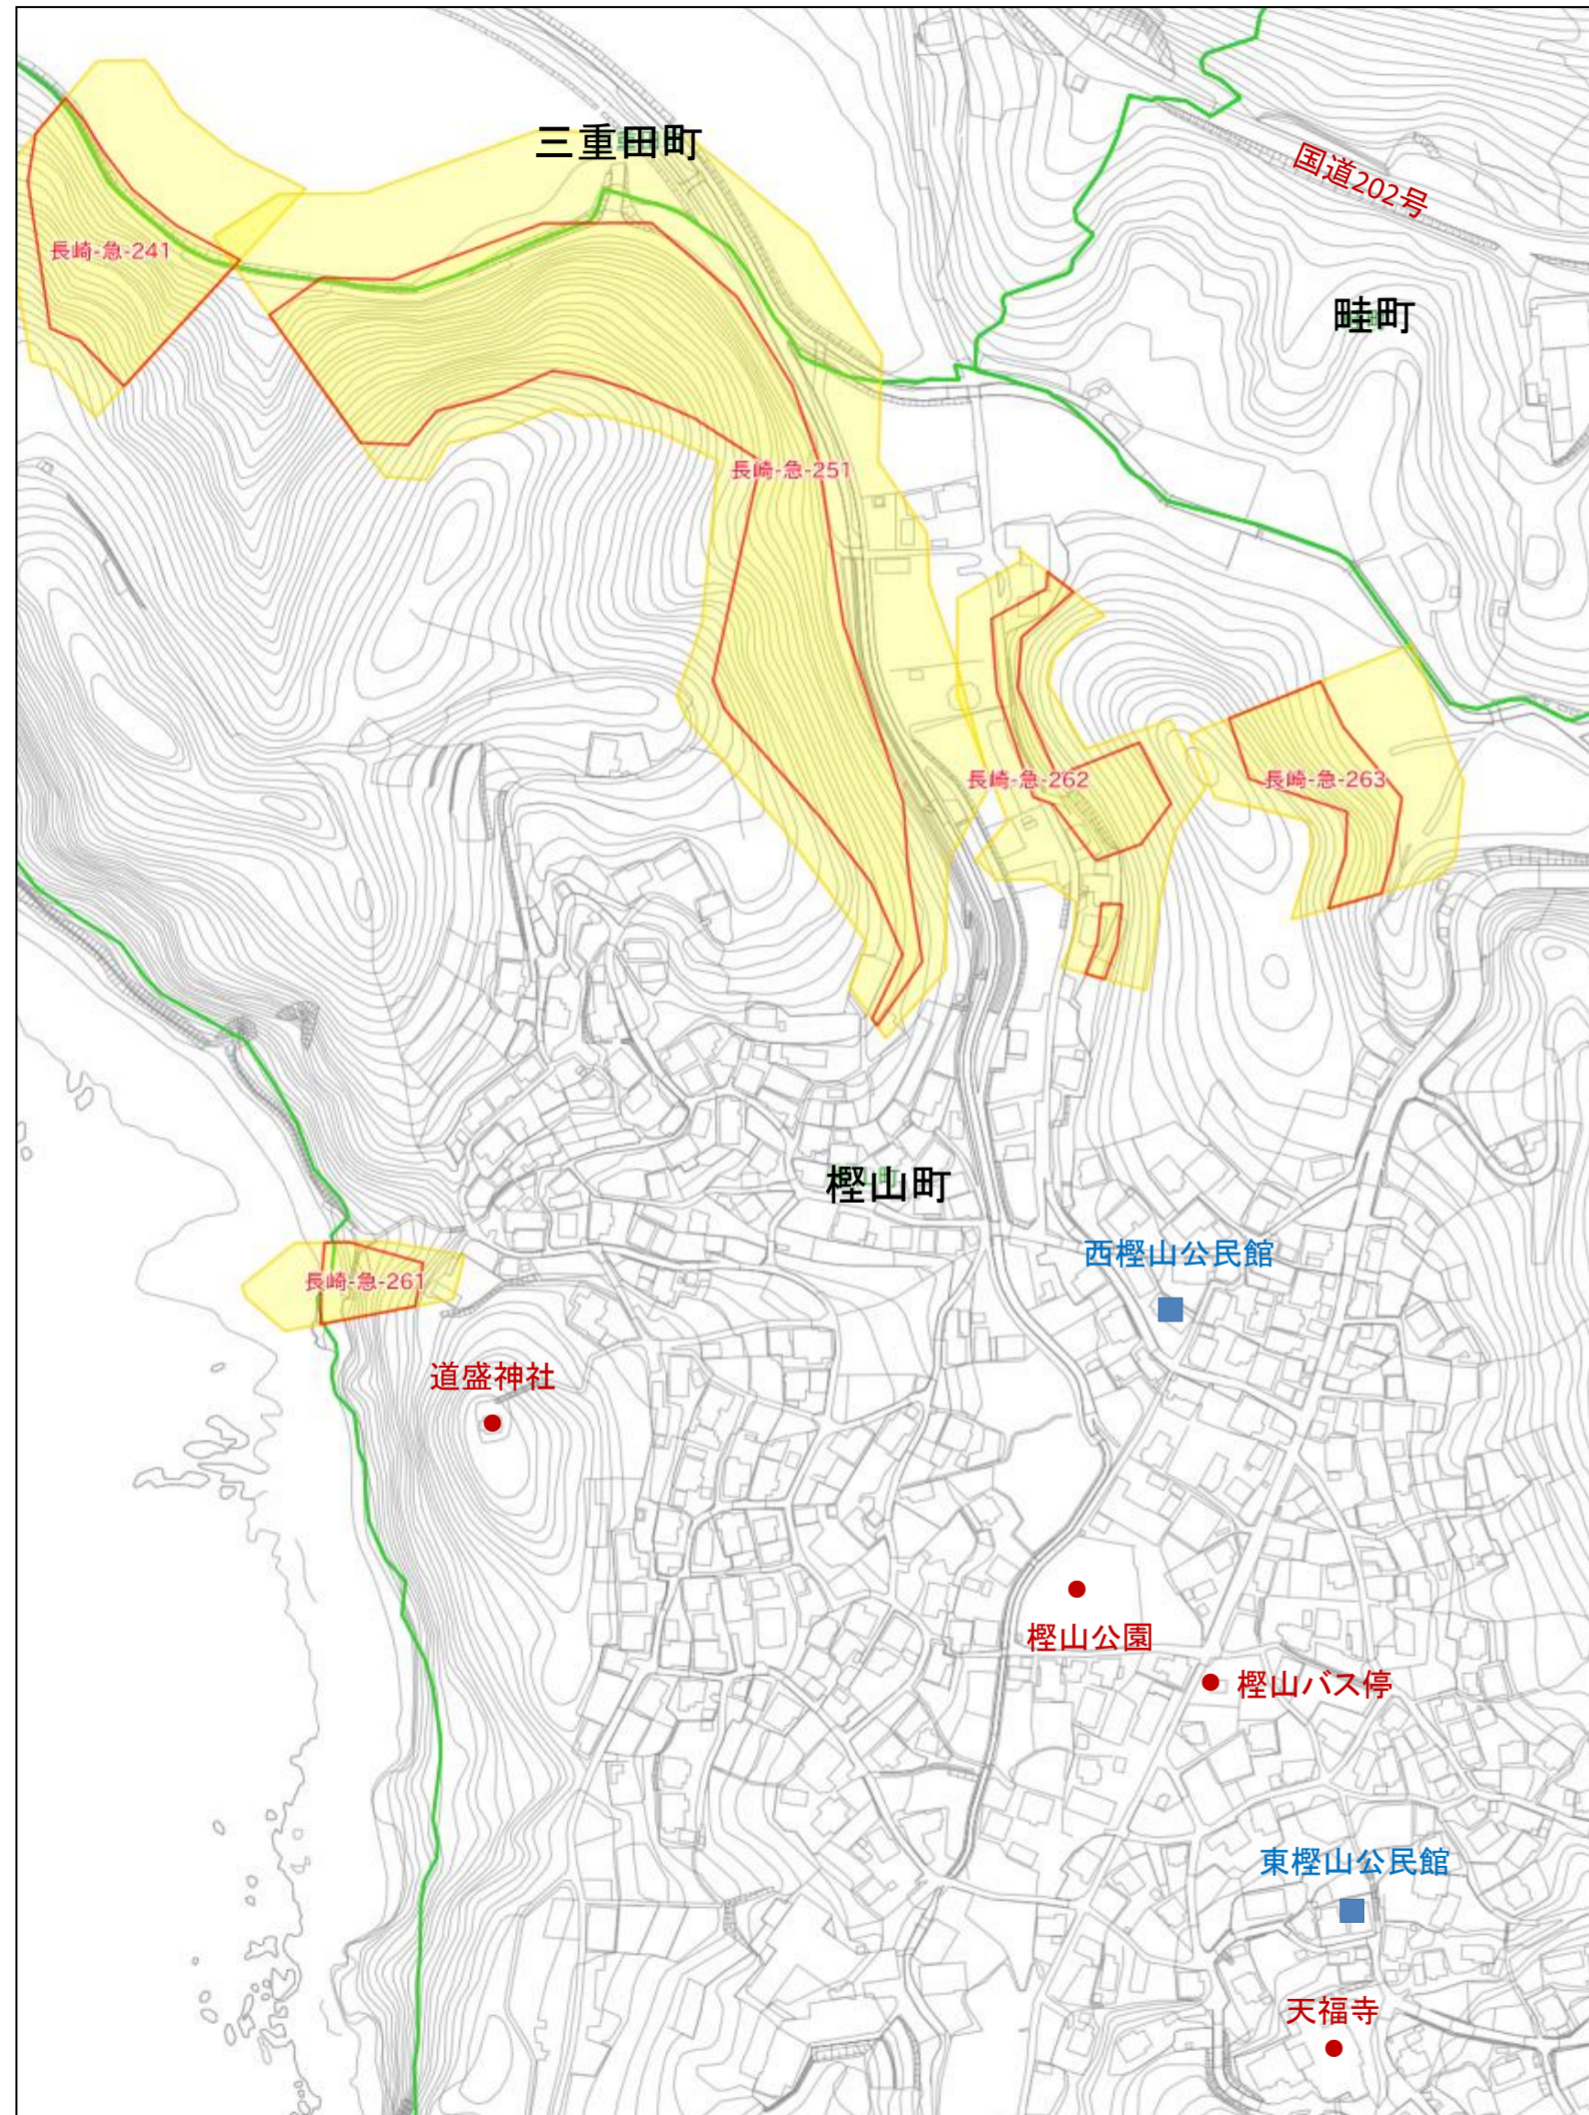 三重田町
国道202号
長崎-急-241
畦町
長崎-急-251
長崎-急-262
長崎-急-263
樫山町
西樫山公民館
長崎-急-261
道盛神社
樫山公園
樫山バス停
東樫山公民館
天福寺